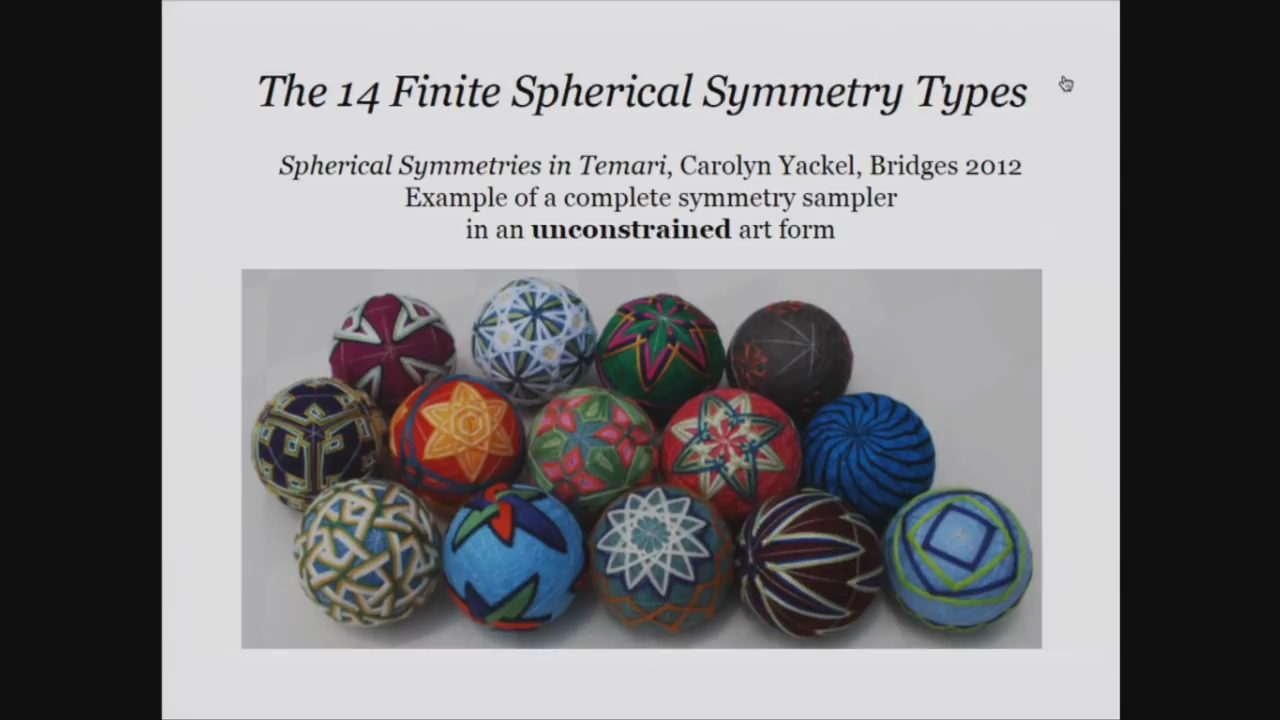 The 14 Finite Spherical Symmetry Types
Spherical Symmetries in Temari, Carolyn Yackel, Bridges 2012
Example of a complete symmetry sampler
in an unconstrained art form